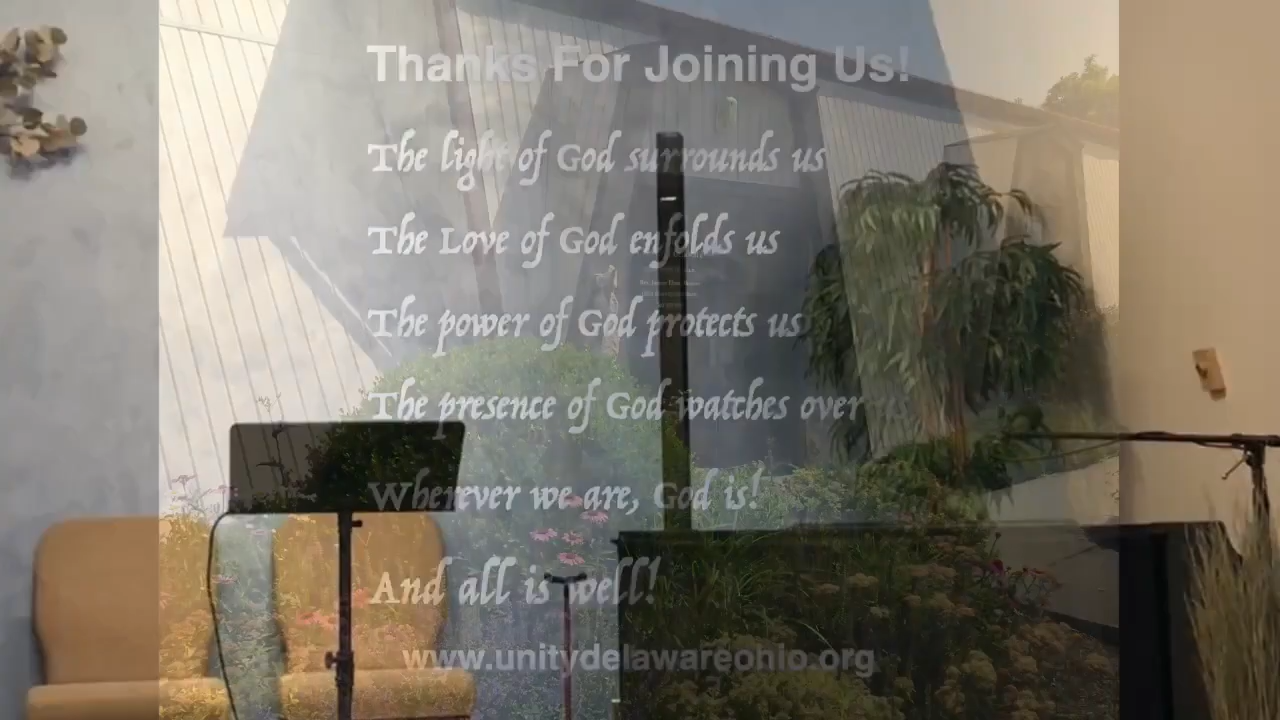 Thanks For Joining Us!
The light of God surrounds us
The Love of God enfolds us
The power of God protects us
The presence of God watches over us
Wherever we are, God is!
And all is well!
www.unitydelawareohio.org